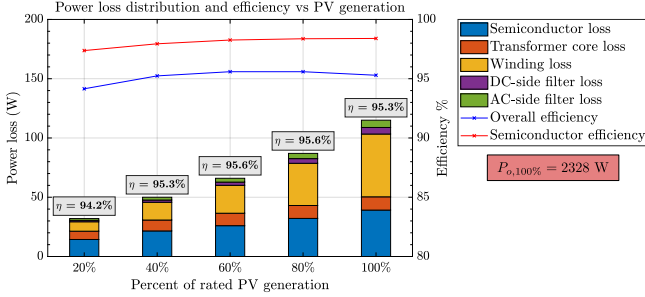 Power loss distribution and efficiency vs PV generation
200
150
100
50
0
Power loss (W)
100
95
90
85
80
Efficiency %
20%
40%
60%
80%
100%
Percent of rated PV generation
η = 94.2%
η = 95.3%
η = 95.6%
η = 95.6%
η = 95.3%
Semiconductor loss
Transformer core loss
Winding loss
DC-side filter loss
AC-side filter loss
Overall efficiency
Semiconductor efficiency
P_{o,100%} = 2328 W